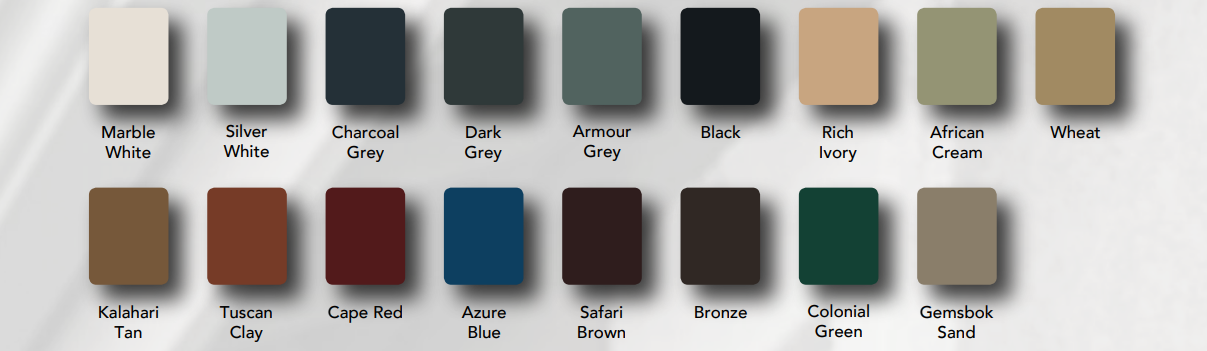 Marble
White
Silver
White
Charcoal
Grey
Dark
Grey
Armour
Grey
Black
Rich
Ivory
African
Cream
Wheat
Kalahari
Tan
Tuscan
Clay
Cape Red
Azure
Blue
Safari
Brown
Bronze
Colonial
Green
Gemsbok
Sand